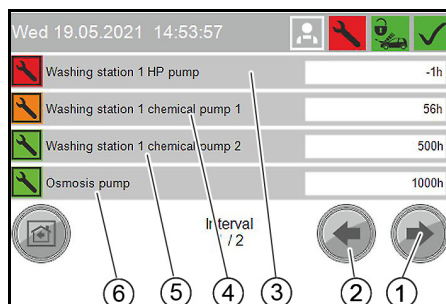 Wed 19.05.2021 14:53:57
Washing station 1 HP pump -1h
Washing station 1 chemical pump 1 56h
Washing station 1 chemical pump 2 500h
Osmosis pump 1000h
Interval
/ 2
6 5 4 3 2 1